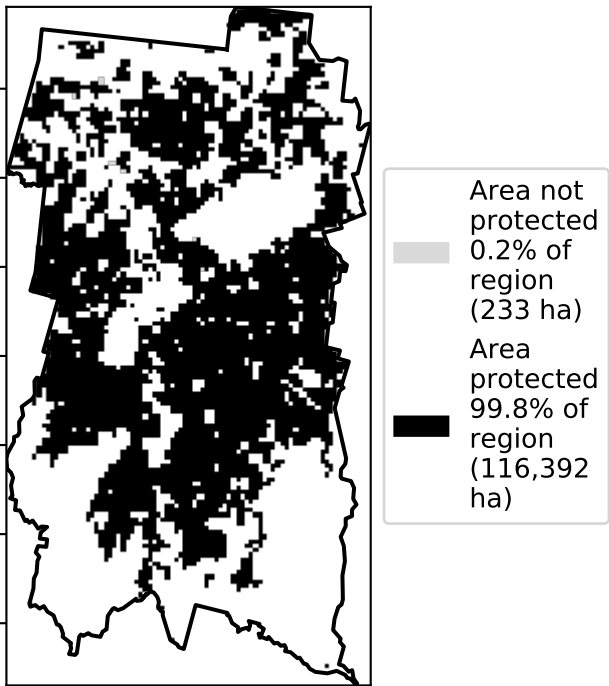 Area not
protected
0.2% of
region
(233 ha)
Area
protected
99.8% of
region
(116,392
ha)